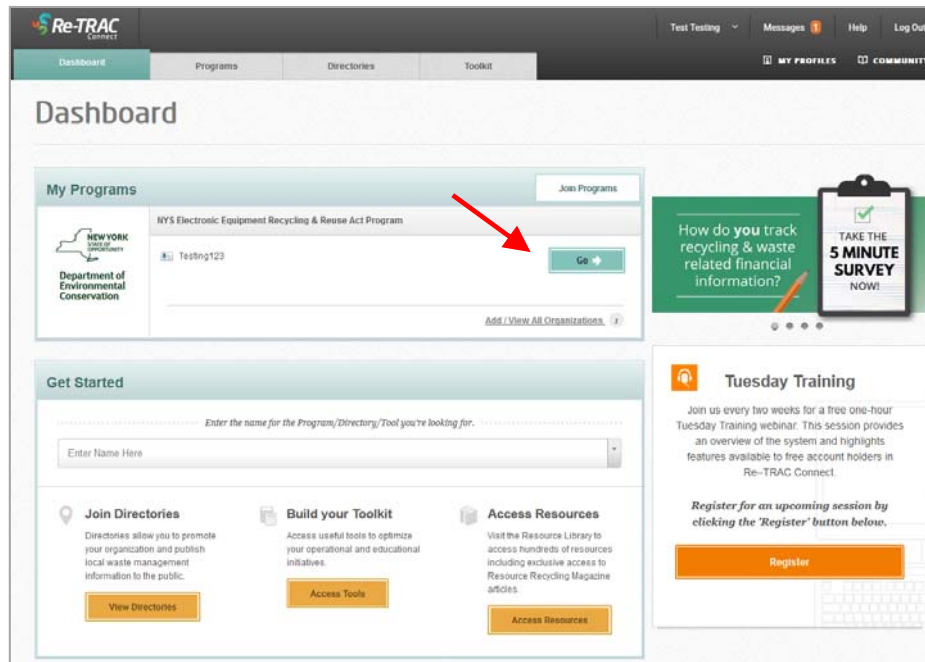 Re-TRAC
Connect
Test Testing
Messages 1
Help
Log Out
Dashboard
Programs
Directories
Toolkit
MY PROFILES
COMMUNITY
Dashboard
My Programs
Join Programs
NEW YORK
STATE OF
OPPORTUNITY
Department of
Environmental
Conservation
NYS Electronic Equipment Recycling & Reuse Act Program
Testing123
Go
Add / View All Organizations
How do you track
recycling & waste
related financial
information?
TAKE THE
5 MINUTE
SURVEY
NOW!
Get Started
Enter the name for the Program/Directory/Tool you're looking for.
Enter Name Here
Join Directories
Directories allow you to promote
your organization and publish
local waste management
information to the public.
View Directories
Build your Toolkit
Access useful tools to optimize
your operational and educational
initiatives.
Access Tools
Access Resources
Visit the Resource Library to
access hundreds of resources
including exclusive access to
Resource Recycling Magazine
articles.
Access Resources
Tuesday Training
Join us every two weeks for a free one-hour
Tuesday Training webinar. This session provides
an overview of the system and highlights
features available to free account holders in
Re-TRAC Connect.
Register for an upcoming session by
clicking the 'Register' button below.
Register